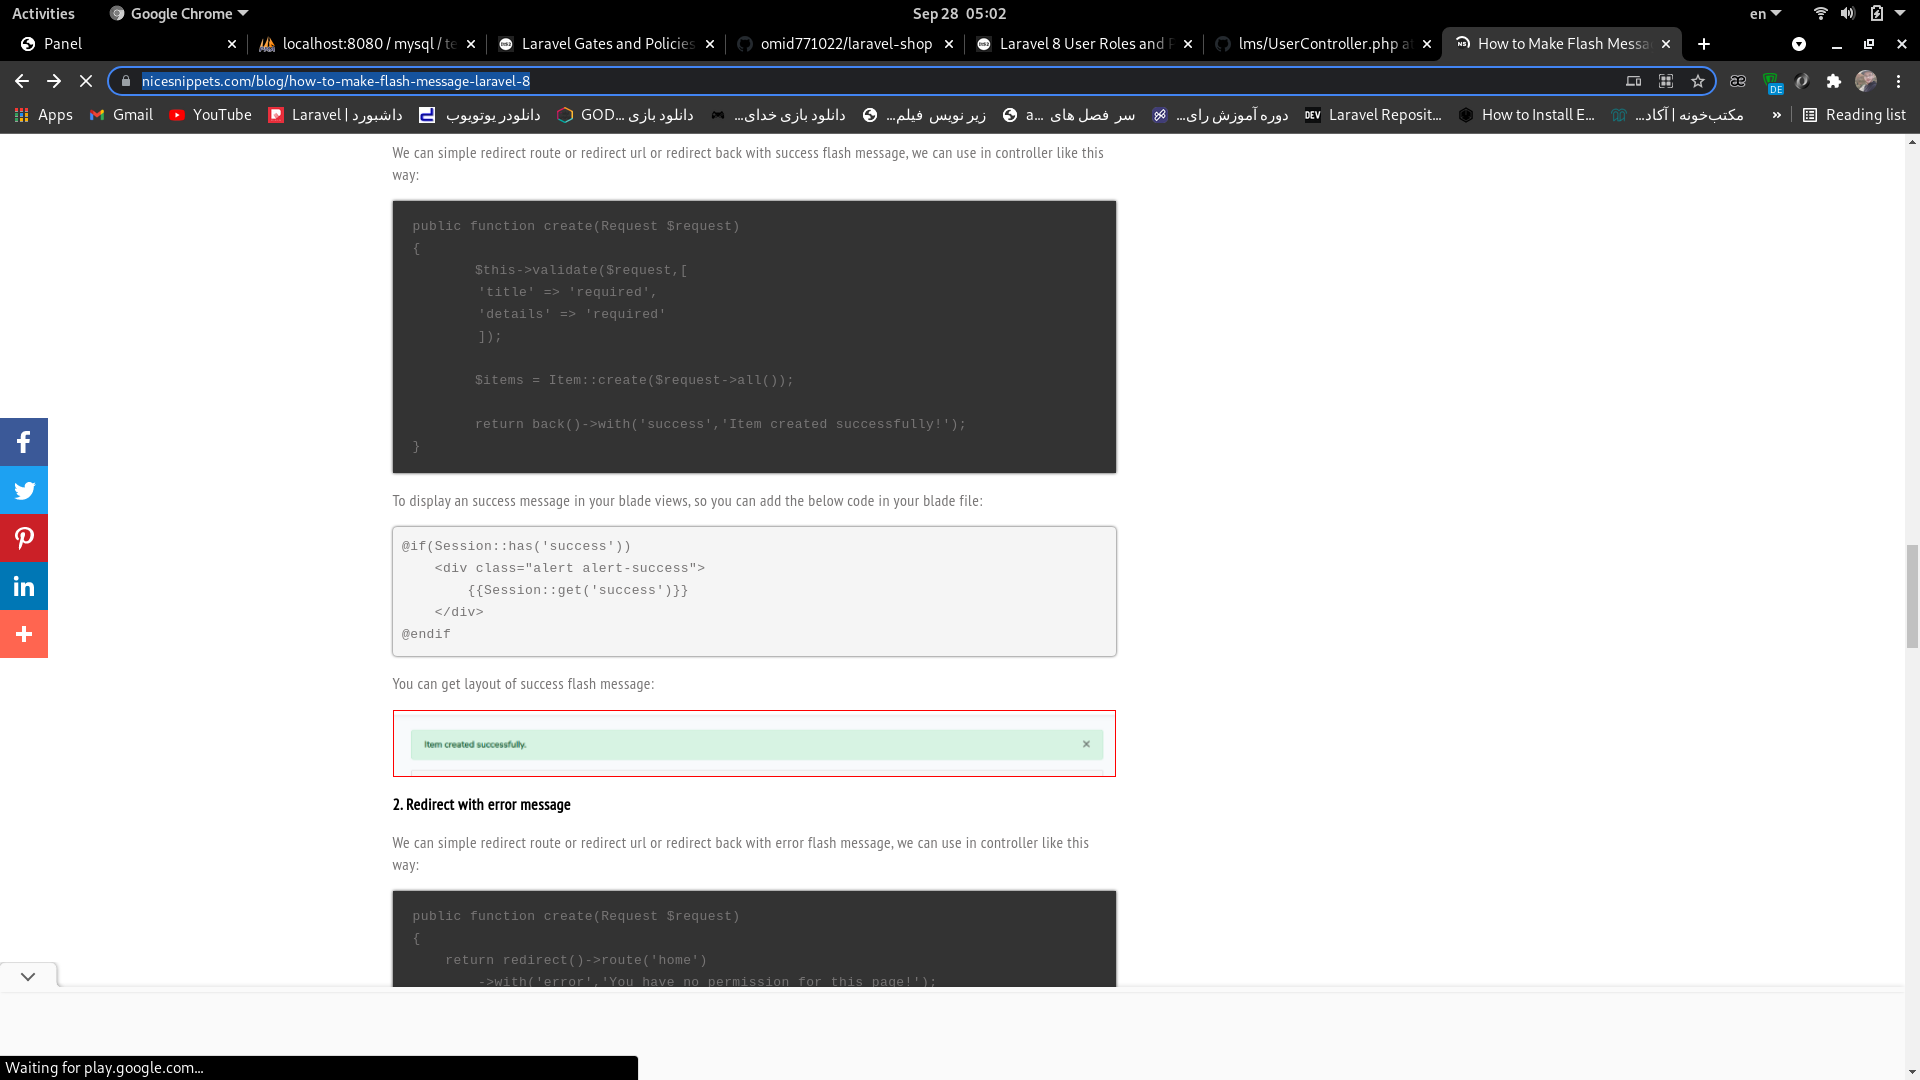 Activities
Google Chrome
Sep 28 05:02
en
Panel
localhost:8080 / mysql / te
Laravel Gates and Policies
omid771022/laravel-shop
Laravel 8 User Roles and P
lms/UserController.php at
How to Make Flash Messa
nicesnippets.com/blog/how-to-make-flash-message-laravel-8
DE
Apps
Gmail
YouTube
Laravel | داشبورد
دانلودر یوتویوب
دانلود بازی GOD...
دانلود بازی خدای...
زیر نویس فیلم...
سر فصل های a...
دوره آموزش رای...
DEV
Laravel Reposit...
How to Install E...
مکتب‌خونه | آکاد...
»
Reading list
We can simple redirect route or redirect url or redirect back with success flash message, we can use in controller like this
way:
public function create(Request $request)
{
$this->validate($request,[
'title' => 'required',
'details' => 'required'
]);
$items = Item::create($request->all());
return back()->with('success','Item created successfully!');
}
To display an success message in your blade views, so you can add the below code in your blade file:
@if(Session::has('success'))
<div class="alert alert-success">
{{Session::get('success')}}
</div>
@endif
You can get layout of success flash message:
Item created successfully.
2. Redirect with error message
We can simple redirect route or redirect url or redirect back with error flash message, we can use in controller like this
way:
public function create(Request $request)
{
return redirect()->route('home')
->with('error','You have no permission for this page!');
Waiting for play.google.com...